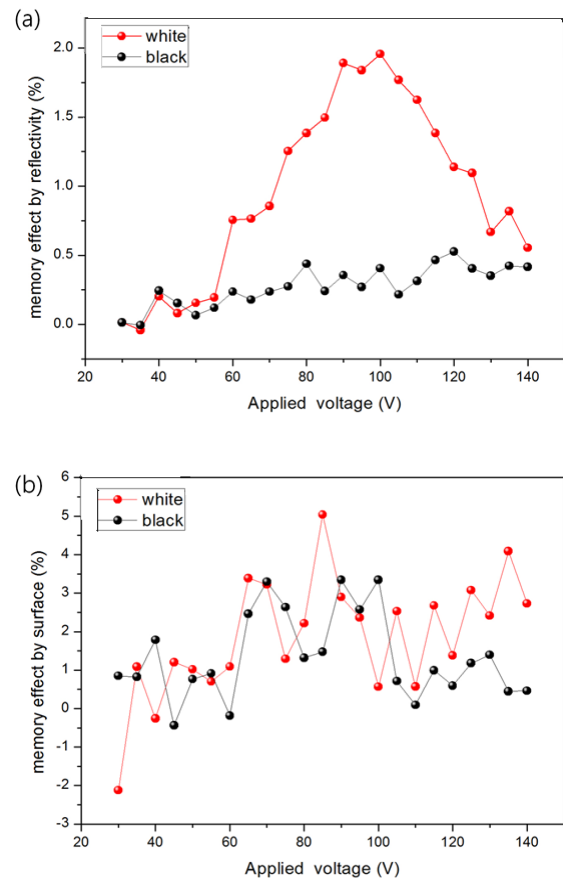 (a)
white
black
memory effect by reflectivity (%)
2.0
1.5
1.0
0.5
0.0
20 40 60 80 100 120 140
Applied voltage (V)
(b)
white
black
memory effect by surface (%)
6
5
4
3
2
1
0
-1
-2
-3
20 40 60 80 100 120 140
Applied voltage (V)